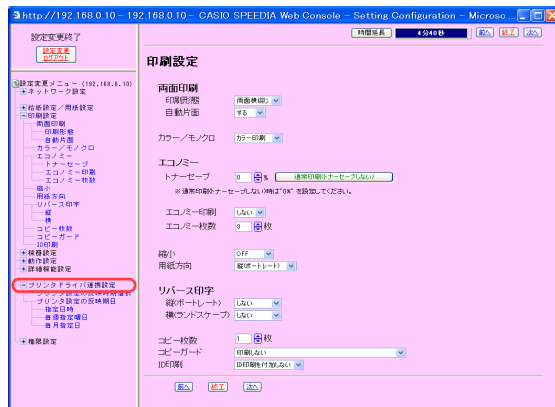 http://192.168.0.10 - 192.168.0.10 - CASIO SPEEDIA Web Console - Setting Configuration - Microso ...
設定変更終了
設定変更
ログアウト
設定変更メニュー (192.168.0.10)
ネットワーク設定
給紙設定／用紙設定
印刷設定
両面印刷
印刷形態
自動片面
カラー／モノクロ
エコノミー
トナーセーブ
エコノミー印刷
エコノミー枚数
縮小
用紙方向
リバース印字
縦
横
コピー枚数
コピーガード
ID印刷
機器設定
動作設定
詳細機能設定
プリンタドライバ連携設定
プリンタ設定の反映時期選択
プリンタ設定の反映期日
指定日時
毎週指定曜日
毎月指定日
権限設定
時間延長 4分40秒 前へ 終了 次へ
印刷設定
両面印刷
印刷形態 両面横綴じ
自動片面 する
カラー／モノクロ カラー印刷
エコノミー
トナーセーブ 0 % 通常印刷(トナーセーブしない)
※通常印刷(トナーセーブしない)時は"0%"を設定してください。
エコノミー印刷 しない
エコノミー枚数 3 枚
縮小 OFF
用紙方向 縦(ポートレート)
リバース印字
縦(ポートレート) しない
横(ランドスケープ) しない
コピー枚数 1 枚
コピーガード 印刷しない
ID印刷 ID印刷を付加しない
前へ 終了 次へ